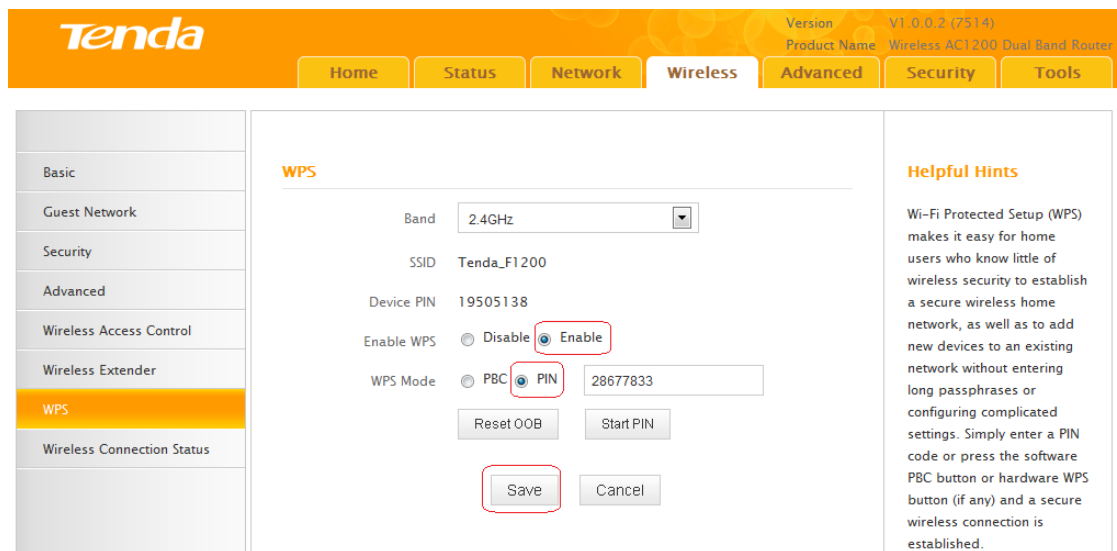 Tenda
Version V1.0.0.2 (7514)
Product Name Wireless AC1200 Dual Band Router
Home Status Network Wireless Advanced Security Tools
Basic
Guest Network
Security
Advanced
Wireless Access Control
Wireless Extender
WPS
Wireless Connection Status
WPS
Band 2.4GHz
SSID Tenda_F1200
Device PIN 19505138
Enable WPS Disable Enable
WPS Mode PBC PIN 28677833
Reset OOB Start PIN
Save Cancel
Helpful Hints
Wi-Fi Protected Setup (WPS)
makes it easy for home
users who know little of
wireless security to establish
a secure wireless home
network, as well as to add
new devices to an existing
network without entering
long passphrases or
configuring complicated
settings. Simply enter a PIN
code or press the software
PBC button or hardware WPS
button (if any) and a secure
wireless connection is
established.